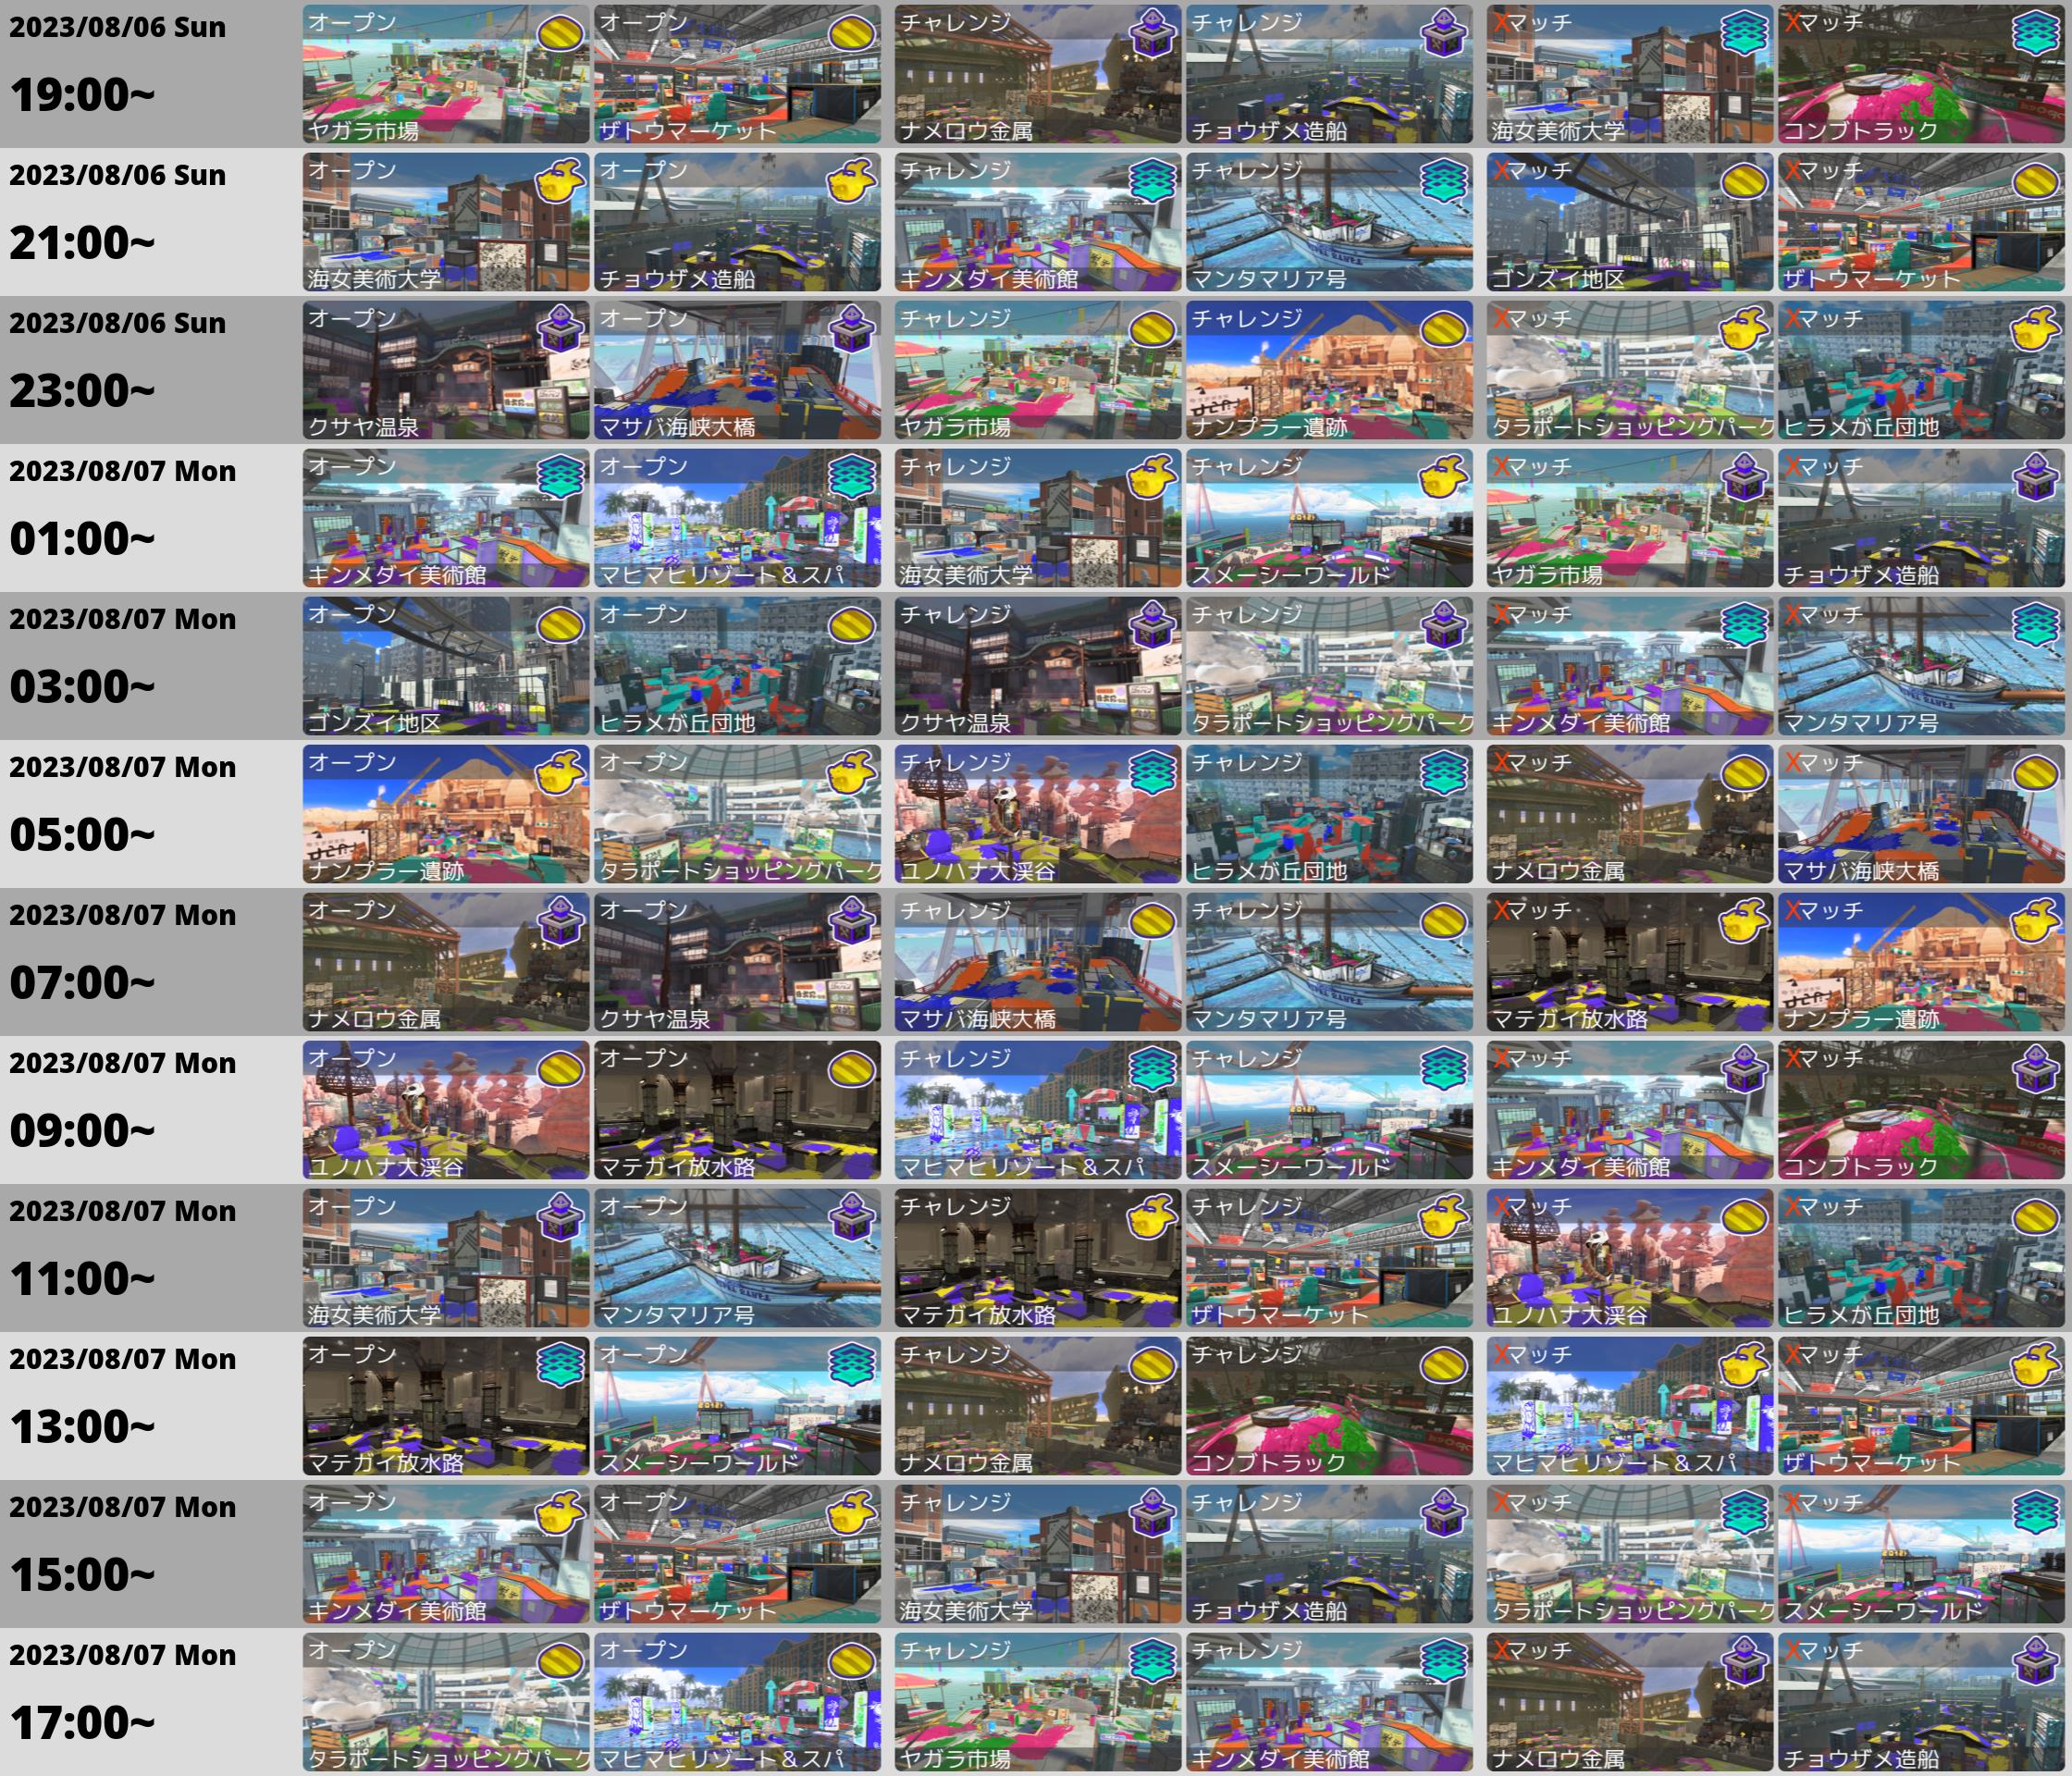 2023/08/06 Sun
19:00~
オープン オープン チャレンジ チャレンジ Xマッチ Xマッチ
ヤガラ市場 ザトウマーケット ナメロウ金属 チョウザメ造船 海女美術大学 コンブトラック
2023/08/06 Sun
21:00~
オープン オープン チャレンジ チャレンジ Xマッチ Xマッチ
海女美術大学 チョウザメ造船 キンメダイ美術館 マンタマリア号 ゴンズイ地区 ザトウマーケット
2023/08/06 Sun
23:00~
オープン オープン チャレンジ チャレンジ Xマッチ Xマッチ
クサヤ温泉 マサバ海峡大橋 ヤガラ市場 ナンプラー遺跡 タラポートショッピングパーク ヒラメが丘団地
2023/08/07 Mon
01:00~
オープン オープン チャレンジ チャレンジ Xマッチ Xマッチ
キンメダイ美術館 マヒマヒリゾート＆スパ 海女美術大学 スメーシーワールド ヤガラ市場 チョウザメ造船
2023/08/07 Mon
03:00~
オープン オープン チャレンジ チャレンジ Xマッチ Xマッチ
ゴンズイ地区 ヒラメが丘団地 クサヤ温泉 タラポートショッピングパーク キンメダイ美術館 マンタマリア号
2023/08/07 Mon
05:00~
オープン オープン チャレンジ チャレンジ Xマッチ Xマッチ
ナンプラー遺跡 タラポートショッピングパーク ユノハナ大渓谷 ヒラメが丘団地 ナメロウ金属 マサバ海峡大橋
2023/08/07 Mon
07:00~
オープン オープン チャレンジ チャレンジ Xマッチ Xマッチ
ナメロウ金属 クサヤ温泉 マサバ海峡大橋 マンタマリア号 マテガイ放水路 ナンプラー遺跡
2023/08/07 Mon
09:00~
オープン オープン チャレンジ チャレンジ Xマッチ Xマッチ
ユノハナ大渓谷 マテガイ放水路 マヒマヒリゾート＆スパ スメーシーワールド キンメダイ美術館 コンブトラック
2023/08/07 Mon
11:00~
オープン オープン チャレンジ チャレンジ Xマッチ Xマッチ
海女美術大学 マンタマリア号 マテガイ放水路 ザトウマーケット ユノハナ大渓谷 ヒラメが丘団地
2023/08/07 Mon
13:00~
オープン オープン チャレンジ チャレンジ Xマッチ Xマッチ
マテガイ放水路 スメーシーワールド ナメロウ金属 コンブトラック マヒマヒリゾート＆スパ ザトウマーケット
2023/08/07 Mon
15:00~
オープン オープン チャレンジ チャレンジ Xマッチ Xマッチ
キンメダイ美術館 ザトウマーケット 海女美術大学 チョウザメ造船 タラポートショッピングパーク スメーシーワールド
2023/08/07 Mon
17:00~
オープン オープン チャレンジ チャレンジ Xマッチ Xマッチ
タラポートショッピングパーク マヒマヒリゾート＆スパ ヤガラ市場 キンメダイ美術館 ナメロウ金属 チョウザメ造船